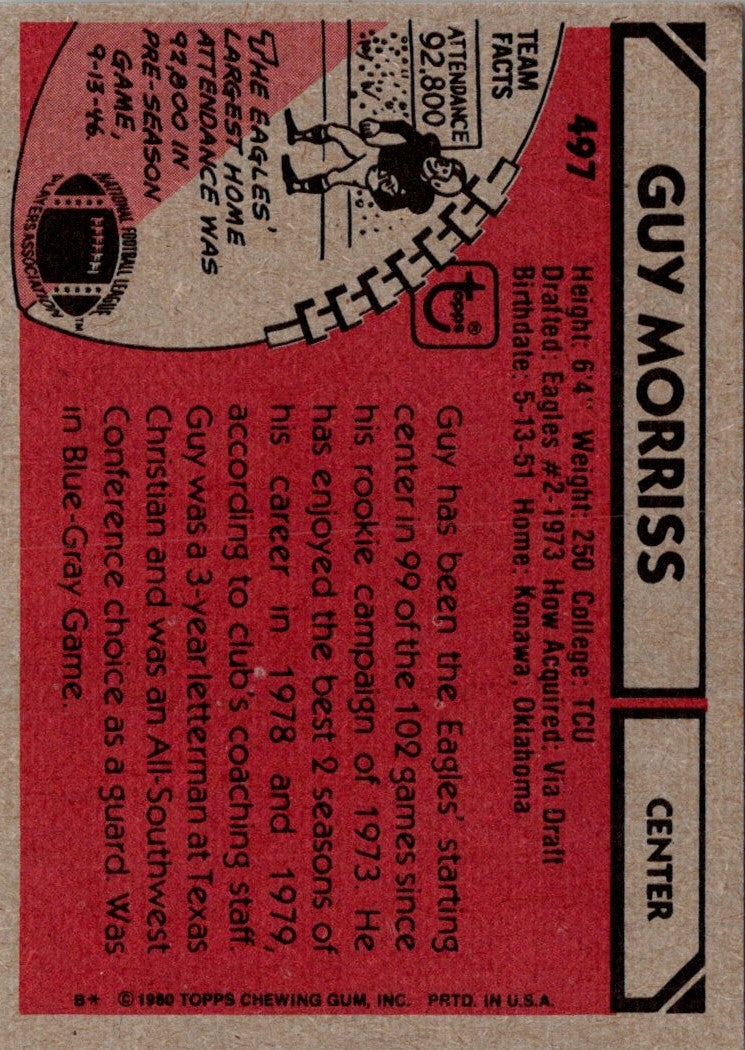 GUY MORRISS
CENTER
497
Height: 6'4" Weight: 250 College: TCU
Drafted: Eagles #2-1973 How Acquired: Via Draft
Birthdate: 5-13-51 Home: Konawa, Oklahoma
TEAM
FACTS
ATTENDANCE
92,800
THE EAGLES'
LARGEST HOME
ATTENDANCE WAS
92,800 IN
PRE-SEASON
GAME,
9-13-46.
topps®
NATIONAL FOOTBALL LEAGUE
PLAYERS ASSOCIATION
TM
Guy has been the Eagles' starting
center in 99 of the 102 games since
his rookie campaign of 1973. He
has enjoyed the best 2 seasons of
his career in 1978 and 1979,
according to club's coaching staff.
Guy was a 3-year letterman at Texas
Christian and was an All-Southwest
Conference choice as a guard. Was
in Blue-Gray Game.
B* © 1980 TOPPS CHEWING GUM, INC. PRTD. IN U.S.A.